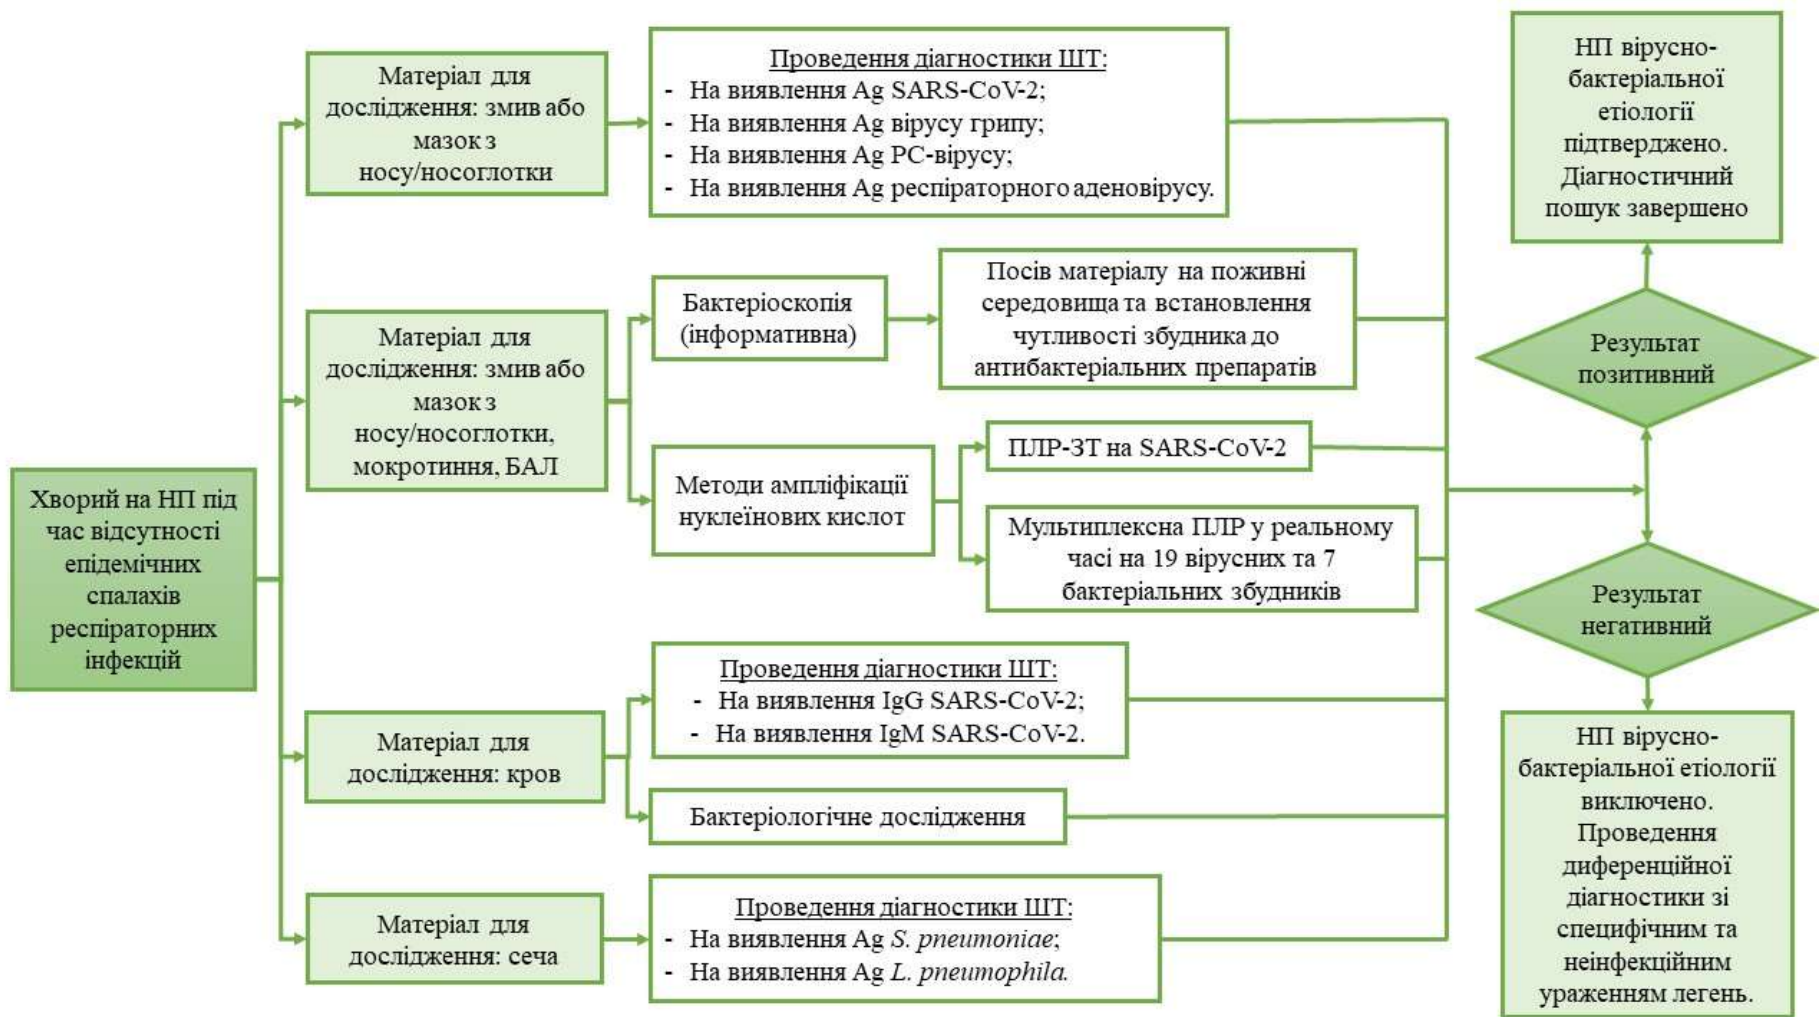 Хворий на НП під
час відсутності
епідемічних
спалахів
респіраторних
інфекцій
Матеріал для
дослідження: змив або
мазок з
носу/носоглотки
Проведення діагностики ШТ:
- На виявлення Ag SARS-CoV-2;
- На виявлення Ag вірусу грипу;
- На виявлення Ag РС-вірусу;
- На виявлення Ag респіраторного аденовірусу.
Матеріал для
дослідження: змив або
мазок з
носу/носоглотки,
мокротиння, БАЛ
Бактеріоскопія
(інформативна)
Посів матеріалу на поживні
середовища та встановлення
чутливості збудника до
антибактеріальних препаратів
Методи ампліфікації
нуклеїнових кислот
ПЛР-ЗТ на SARS-CoV-2
Мультиплексна ПЛР у реальному
часі на 19 вірусних та 7
бактеріальних збудників
Матеріал для
дослідження: кров
Проведення діагностики ШТ:
- На виявлення IgG SARS-CoV-2;
- На виявлення IgM SARS-CoV-2.
Бактеріологічне дослідження
Матеріал для
дослідження: сеча
Проведення діагностики ШТ:
- На виявлення Ag S. pneumoniae;
- На виявлення Ag L. pneumophila.
НП вірусно-
бактеріальної
етіології
підтверджено.
Діагностичний
пошук завершено
Результат
позитивний
Результат
негативний
НП вірусно-
бактеріальної етіології
виключено.
Проведення
диференційної
діагностики зі
специфічним та
неінфекційним
ураженням легень.